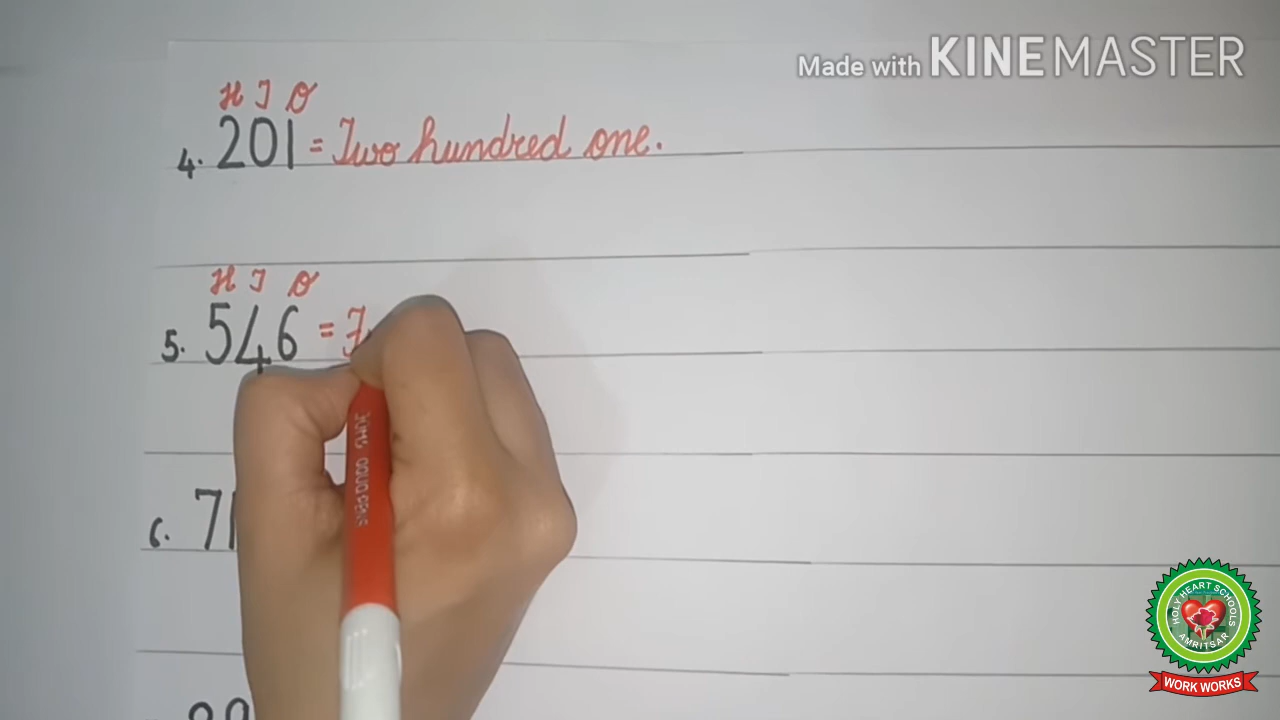 Made with KINEMASTER
H T O
4. 201 = Two hundred one.
H T O
5. 546 = F
6. 71
HOLY HEART SCHOOLS
AMRITSAR
WORK WORKS